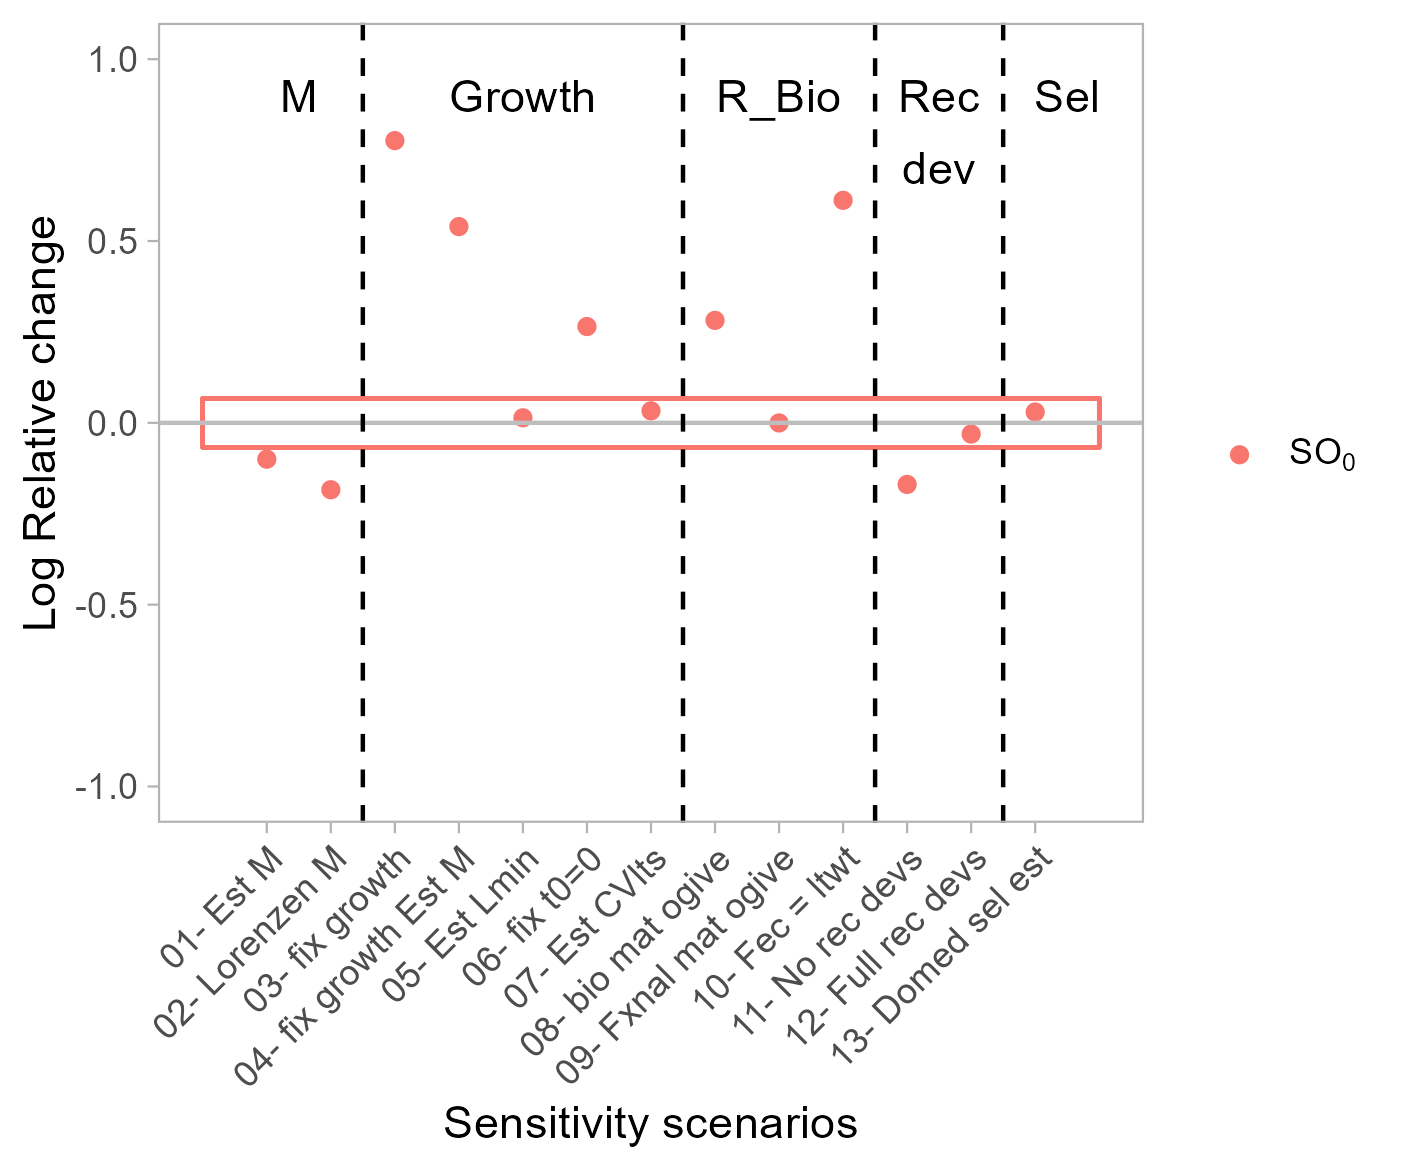 M
Growth
R_Bio
Rec
dev
Sel
Log Relative change
1.0
0.5
0.0
-0.5
-1.0
01- Est M
02- Lorenzen M
03- fix growth
04- fix growth Est M
05- Est Lmin
06- fix t0=0
07- Est CVlts
08- bio mat ogive
09- Fxnal mat ogive
10- Fec = ltwt
11- No rec devs
12- Full rec devs
13- Domed sel est
Sensitivity scenarios
SO₀